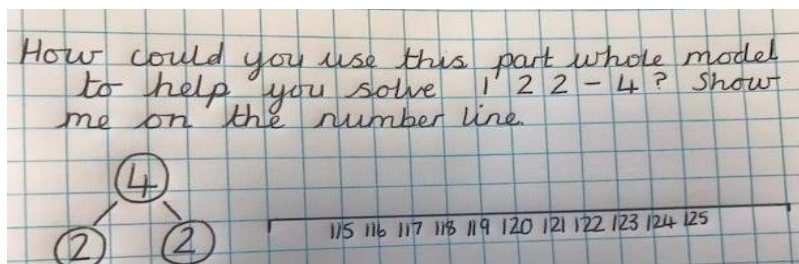 How could you use this part whole model
to help you solve 122-4? Show
me on the number line.
4
2 2
115 116 117 118 119 120 121 122 123 124 125